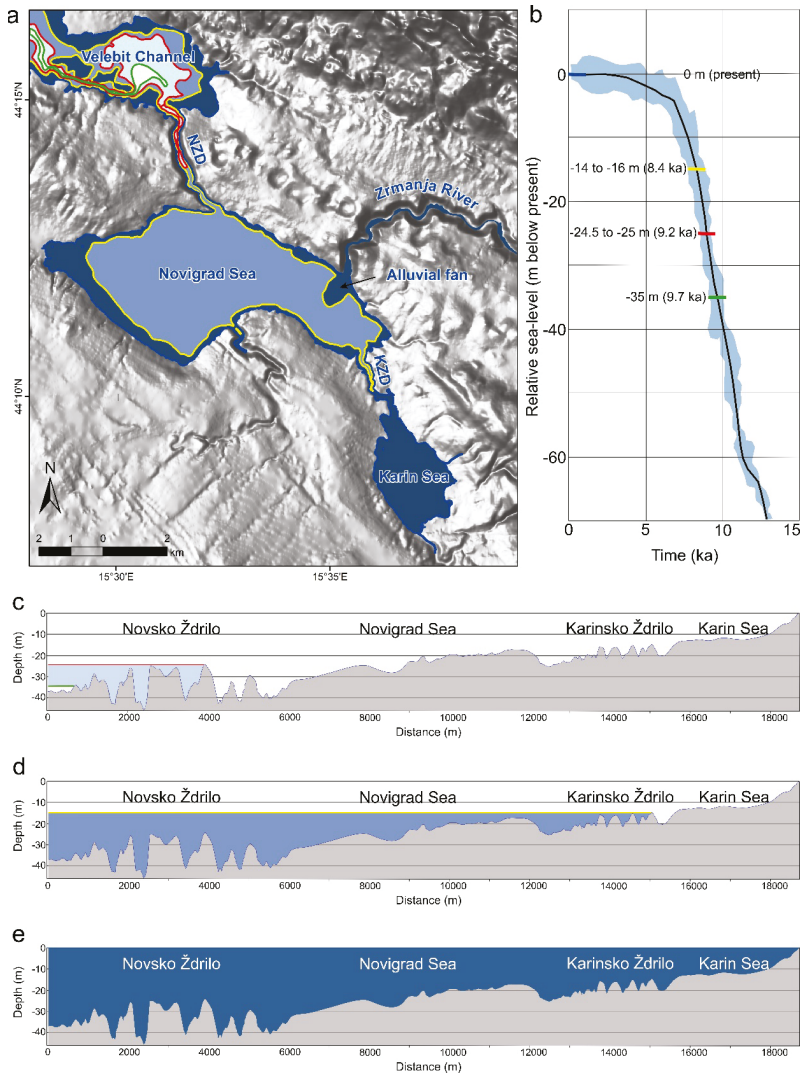 a
Velebit Channel
44°15'N
NZD
Zrmanja River
Novigrad Sea
Alluvial fan
44°10'N
KZD
Karin Sea
N
2 1 0 2
km
15°30'E 15°35'E
b
0
0 m (present)
-14 to -16 m (8.4 ka)
-20
-24.5 to -25 m (9.2 ka)
-35 m (9.7 ka)
-40
-60
Relative sea-level (m below present)
0 5 10 15
Time (ka)
c
Novsko Ždrilo Novigrad Sea Karinsko Ždrilo Karin Sea
0
-10
-20
-30
-40
Depth (m)
0 2000 4000 6000 8000 10000 12000 14000 16000 18000
Distance (m)
d
Novsko Ždrilo Novigrad Sea Karinsko Ždrilo Karin Sea
0
-10
-20
-30
-40
Depth (m)
0 2000 4000 6000 8000 10000 12000 14000 16000 18000
Distance (m)
e
Novsko Ždrilo Novigrad Sea Karinsko Ždrilo Karin Sea
0
-10
-20
-30
-40
Depth (m)
0 2000 4000 6000 8000 10000 12000 14000 16000 18000
Distance (m)